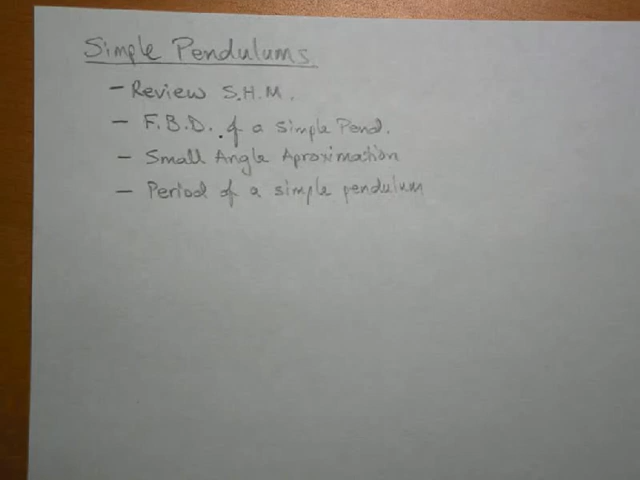 Simple Pendulums
- Review S.H.M.
- F.B.D. of a Simple Pend.
- Small Angle Aproximation
- Period of a simple pendulum